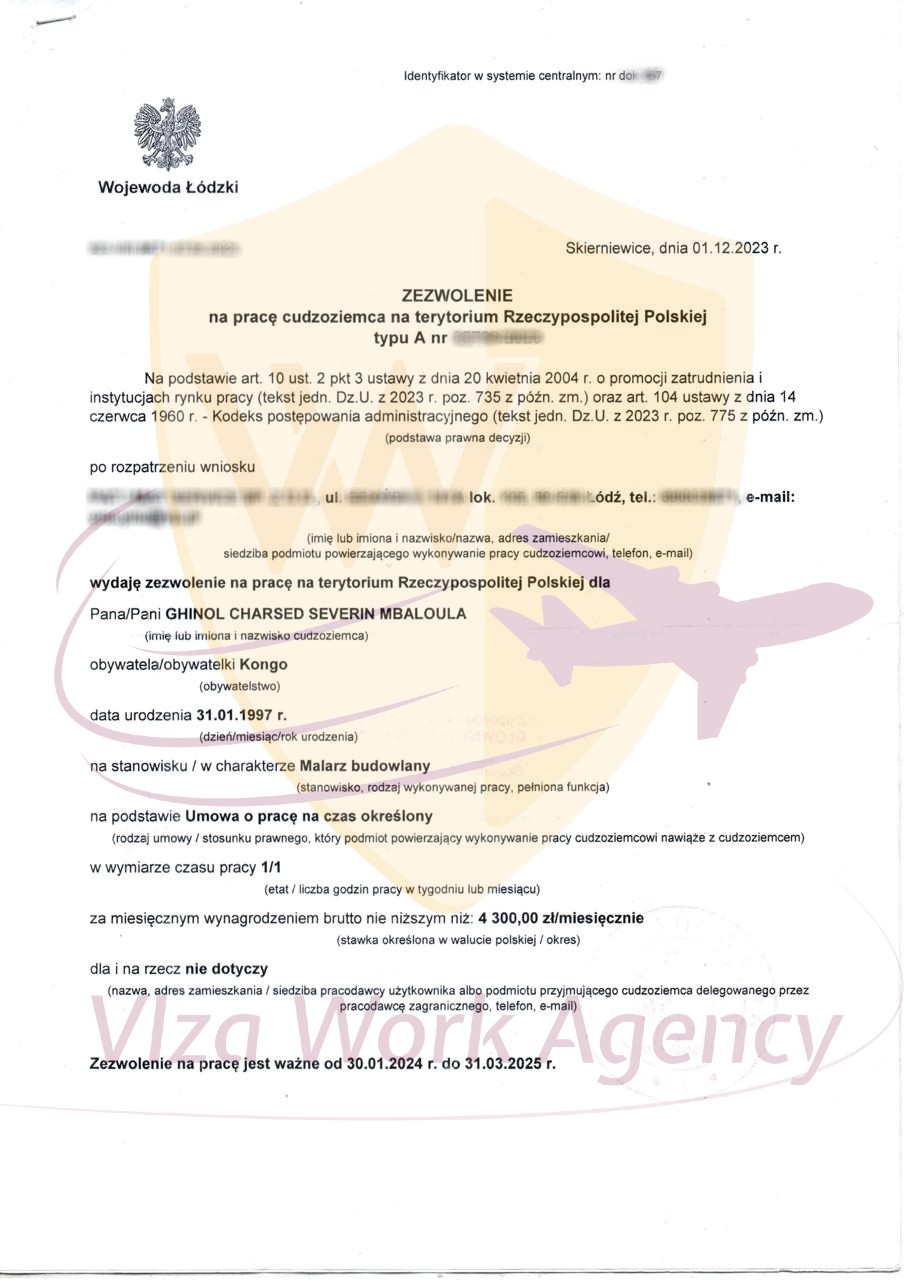 Identyfikator w systemie centralnym: nr dok
Wojewoda Łódzki
Skierniewice, dnia 01.12.2023 r.
ZEZWOLENIE
na pracę cudzoziemca na terytorium Rzeczypospolitej Polskiej
typu A nr
Na podstawie art. 10 ust. 2 pkt 3 ustawy z dnia 20 kwietnia 2004 r. o promocji zatrudnienia i
instytucjach rynku pracy (tekst jedn. Dz.U. z 2023 r. poz. 735 z późn. zm.) oraz art. 104 ustawy z dnia 14
czerwca 1960 r. - Kodeks postępowania administracyjnego (tekst jedn. Dz.U. z 2023 r. poz. 775 z późn. zm.)
(podstawa prawna decyzji)
po rozpatrzeniu wniosku
, ul. lok. Łódź, tel.: , e-mail:
(imię lub imiona i nazwisko/nazwa, adres zamieszkania/
siedziba podmiotu powierzającego wykonywanie pracy cudzoziemcowi, telefon, e-mail)
wydaję zezwolenie na pracę na terytorium Rzeczypospolitej Polskiej dla
Pana/Pani GHINOL CHARSED SEVERIN MBALOULA
(imię lub imiona i nazwisko cudzoziemca)
obywatela/obywatelki Kongo
(obywatelstwo)
data urodzenia 31.01.1997 r.
(dzień/miesiąc/rok urodzenia)
na stanowisku / w charakterze Malarz budowlany
(stanowisko, rodzaj wykonywanej pracy, pełniona funkcja)
na podstawie Umowa o pracę na czas określony
(rodzaj umowy / stosunku prawnego, który podmiot powierzający wykonywanie pracy cudzoziemcowi nawiąże z cudzoziemcem)
w wymiarze czasu pracy 1/1
(etat / liczba godzin pracy w tygodniu lub miesiącu)
za miesięcznym wynagrodzeniem brutto nie niższym niż: 4 300,00 zł/miesięcznie
(stawka określona w walucie polskiej / okres)
dla i na rzecz nie dotyczy
(nazwa, adres zamieszkania / siedziba pracodawcy użytkownika albo podmiotu przyjmującego cudzoziemca delegowanego przez
pracodawcę zagranicznego, telefon, e-mail)
VIza Work Agency
Zezwolenie na pracę jest ważne od 30.01.2024 r. do 31.03.2025 r.